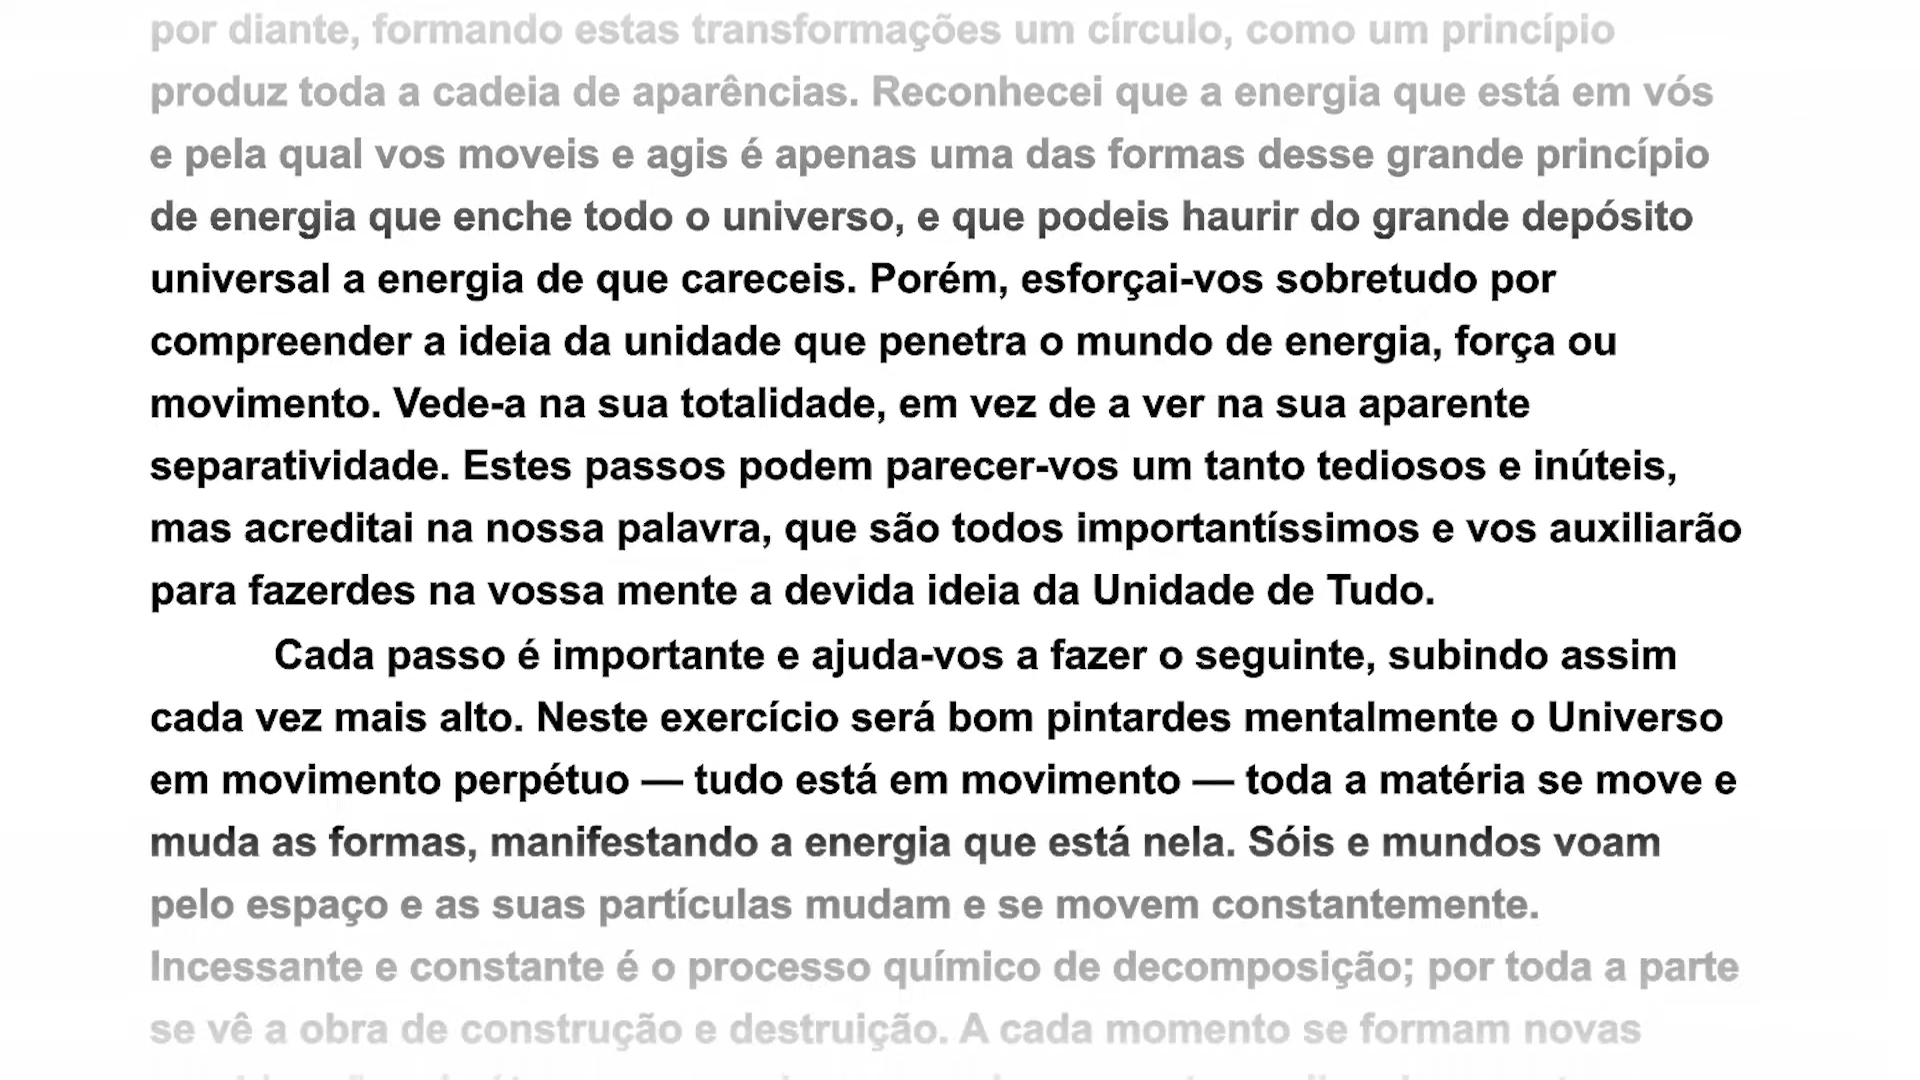 por diante, formando estas transformações um círculo, como um princípio
produz toda a cadeia de aparências. Reconhecei que a energia que está em vós
e pela qual vos moveis e agis é apenas uma das formas desse grande princípio
de energia que enche todo o universo, e que podeis haurir do grande depósito
universal a energia de que careceis. Porém, esforçai-vos sobretudo por
compreender a ideia da unidade que penetra o mundo de energia, força ou
movimento. Vede-a na sua totalidade, em vez de a ver na sua aparente
separatividade. Estes passos podem parecer-vos um tanto tediosos e inúteis,
mas acreditai na nossa palavra, que são todos importantíssimos e vos auxiliarão
para fazerdes na vossa mente a devida ideia da Unidade de Tudo.
Cada passo é importante e ajuda-vos a fazer o seguinte, subindo assim
cada vez mais alto. Neste exercício será bom pintardes mentalmente o Universo
em movimento perpétuo — tudo está em movimento — toda a matéria se move e
muda as formas, manifestando a energia que está nela. Sóis e mundos voam
pelo espaço e as suas partículas mudam e se movem constantemente.
Incessante e constante é o processo químico de decomposição; por toda a parte
se vê a obra de construção e destruição. A cada momento se formam novas